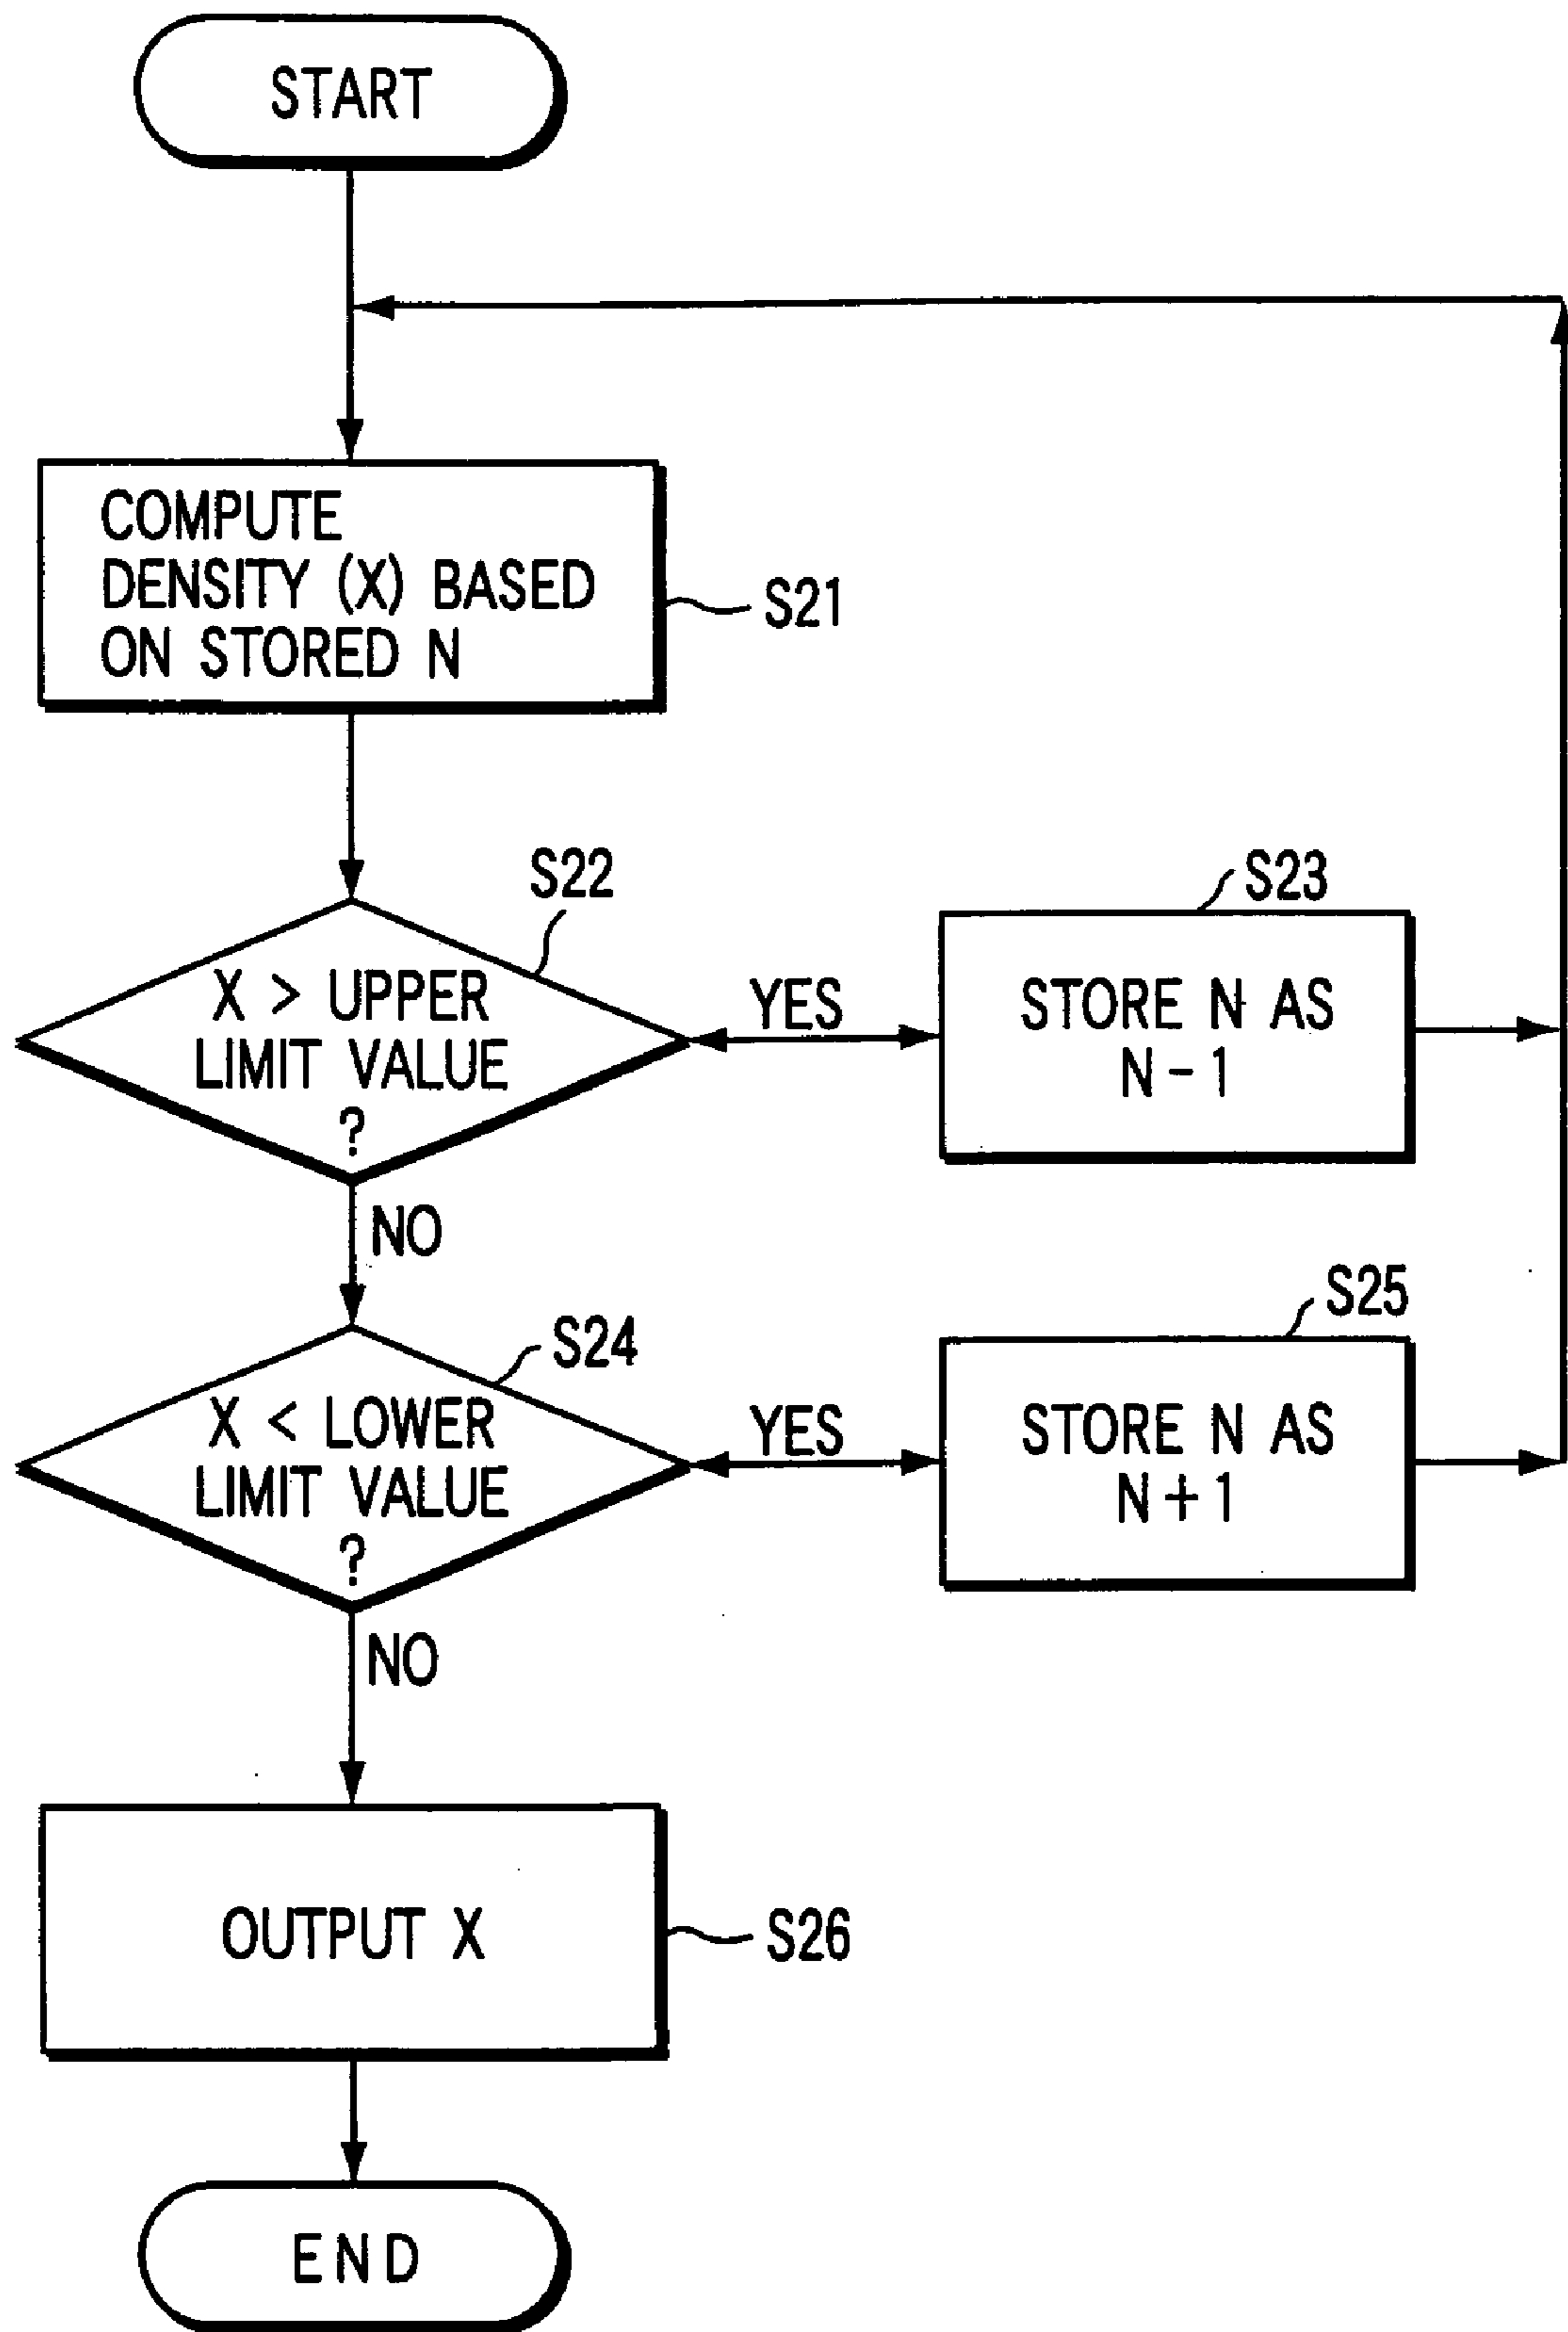 START
COMPUTE
DENSITY (X) BASED
ON STORED N
S21
S22
X > UPPER
LIMIT VALUE
?
YES
S23
STORE N AS
N - 1
NO
S24
X < LOWER
LIMIT VALUE
?
YES
S25
STORE N AS
N + 1
NO
OUTPUT X
S26
END